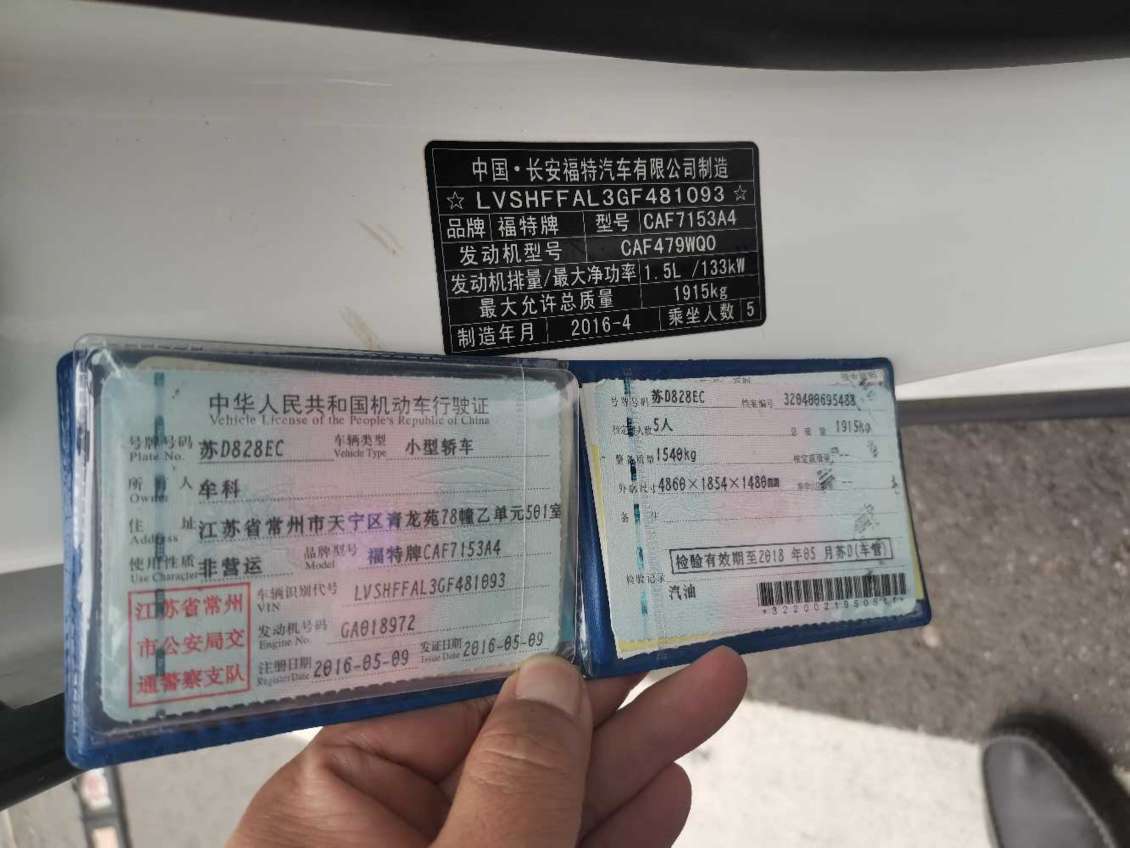 中国·长安福特汽车有限公司制造
☆ LVSHFFAL3GF481093 ☆
品牌 福特牌 型号 CAF7153A4
发动机型号 CAF479WQ0
发动机排量/最大净功率 1.5L /133kW
最大允许总质量 1915kg
制造年月 2016-4 乘坐人数 5
中华人民共和国机动车行驶证
Vehicle License of the People's Republic of China
号牌号码 苏D828EC 车辆类型 小型轿车
Plate No. Vehicle Type
所有人 牟科
Owner
住址 江苏省常州市天宁区青龙苑78幢乙单元501室
Address
使用性质 非营运 品牌型号 福特牌CAF7153A4
Use Character Model
车辆识别代号 LVSHFFAL3GF481093
VIN
发动机号码 GA018972
Engine No.
注册日期 2016-05-09 发证日期 2016-05-09
Register Date Issue Date
江苏省常州
市公安局交
通警察支队
号牌号码 苏D828EC 档案编号 320400695488
核定载人数 5人 总质量 1915kg
整备质量 1540kg 核定载质量 --
外廓尺寸 4860×1854×1480mm --
备注
检验有效期至2018年05月苏D(车管)
检验记录
汽油